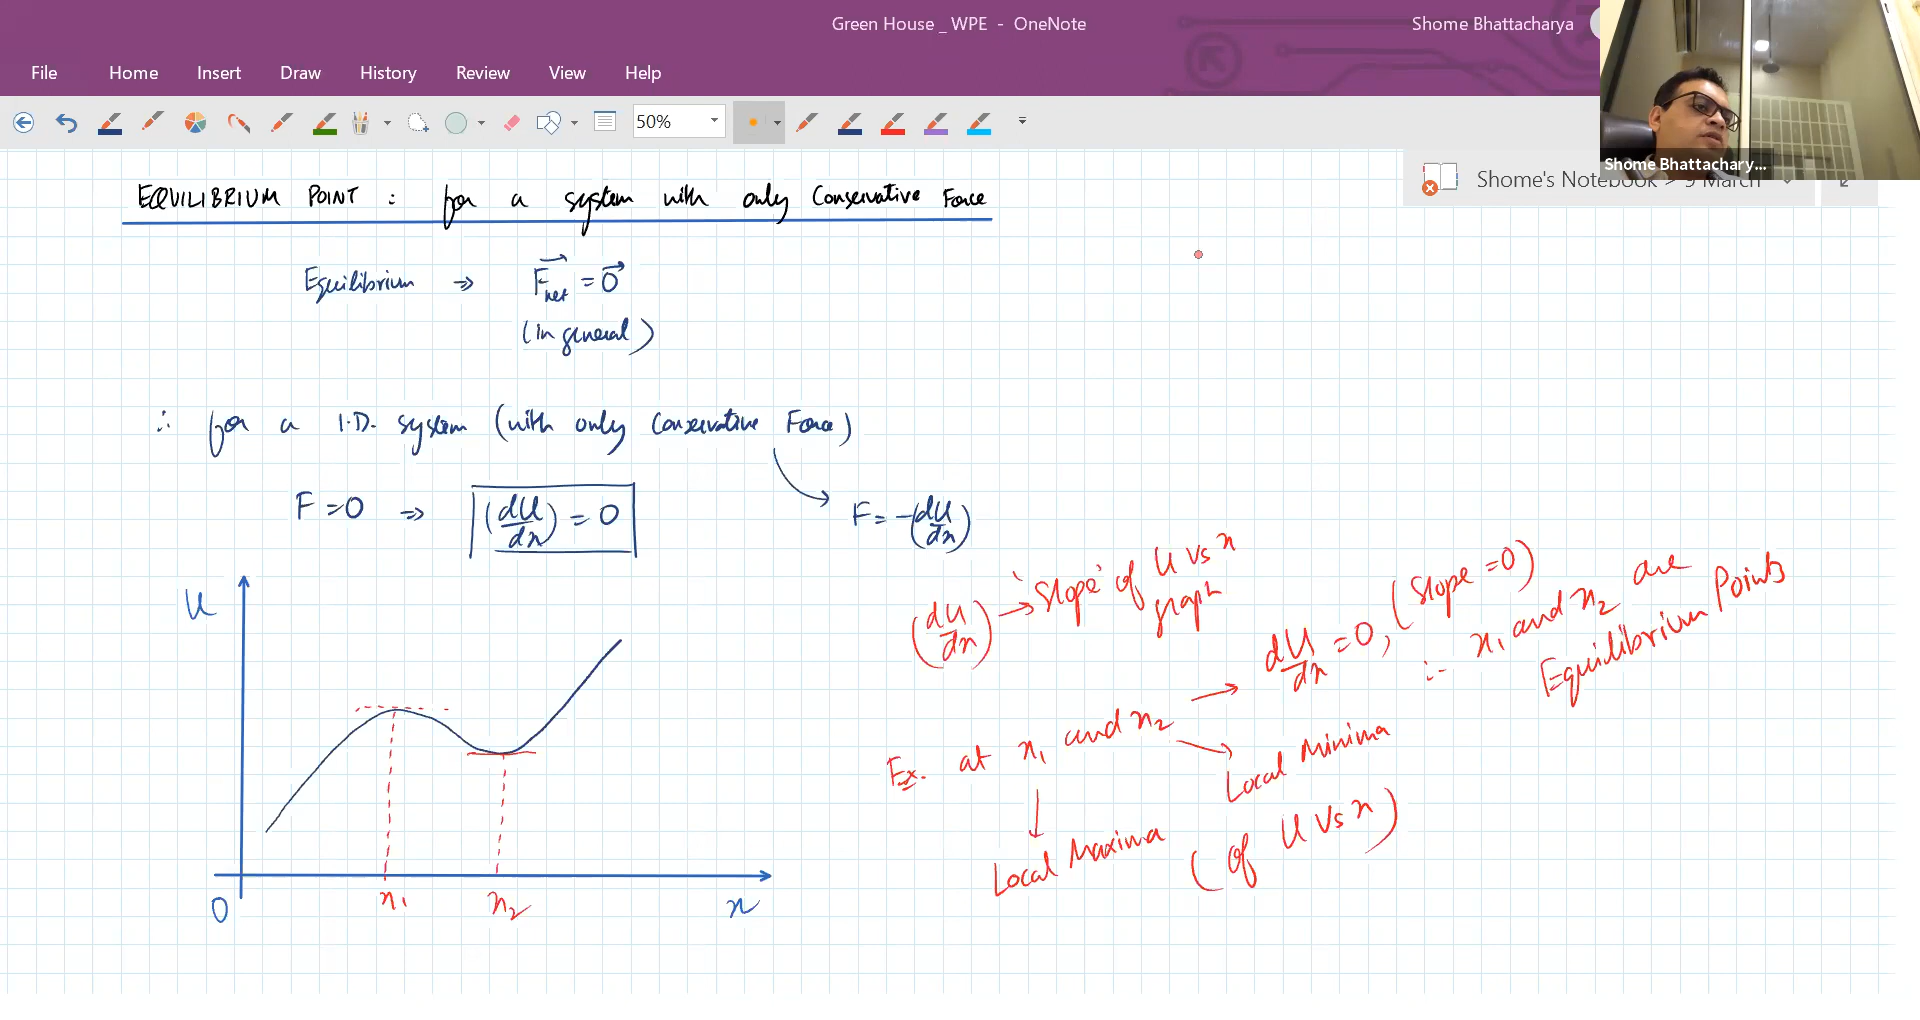 Green House _ WPE - OneNote
Shome Bhattacharya
File Home Insert Draw History Review View Help
50%
Shome Bhattachary...
Shome's Notebook > 9 March
EQUILIBRIUM POINT : for a system with only Conservative Force
Equilibrium ⇒ F⃗net = 0⃗
(in general)
∴ for a 1.D. system (with only Conservative Force)
F = 0 ⇒ (dU/dx) = 0
F = -(dU/dx)
(dU/dx) → 'Slope' of U vs x
graph
U
0
x1
x2
x
Ex. at x1 and x2 → dU/dx = 0, (Slope = 0)
∴ x1 and x2 are
Equilibrium Points
Local Minima
Local Maxima
(of U vs x)